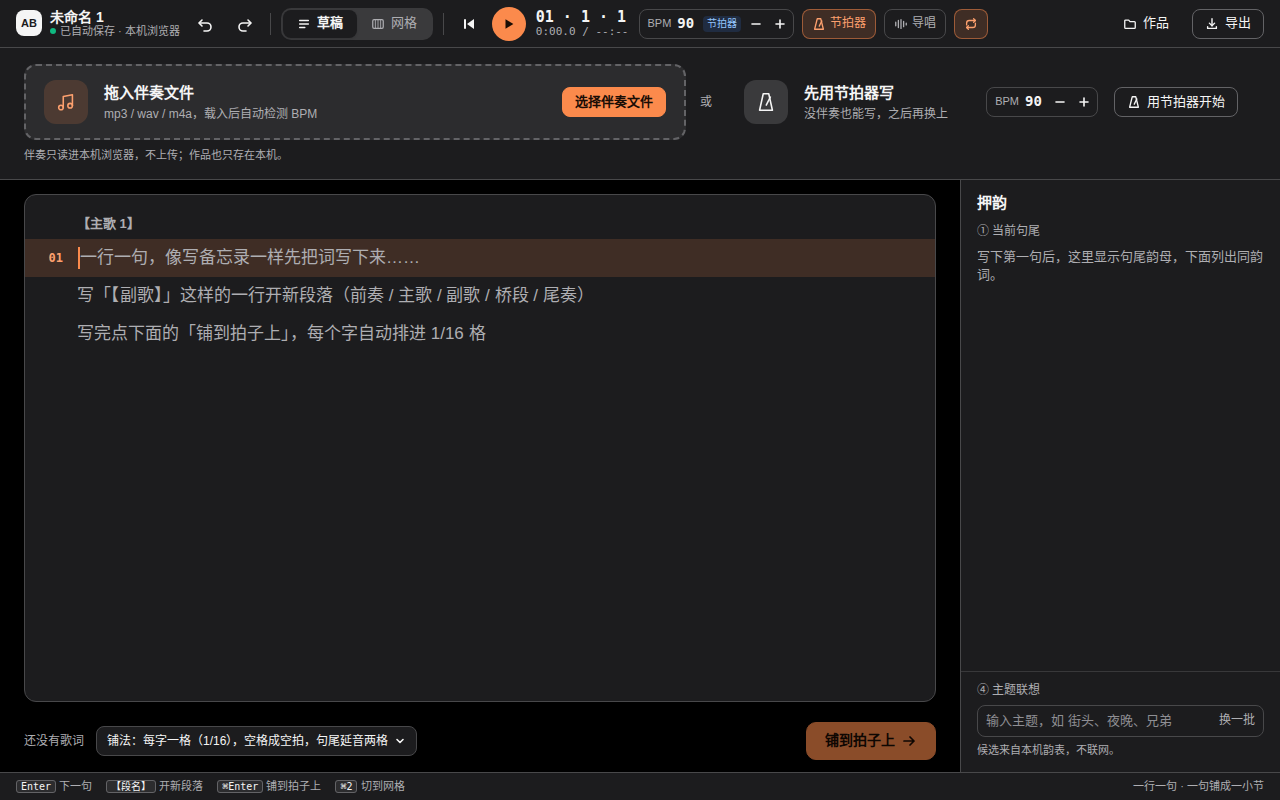 AB 未命名 1
已自动保存 · 本机浏览器
草稿 网格
01 · 1 · 1
0:00.0 / --:--
BPM 90 节拍器
节拍器 导唱
作品 导出
拖入伴奏文件
mp3 / wav / m4a，载入后自动检测 BPM
选择伴奏文件
或
先用节拍器写
没伴奏也能写，之后再换上
BPM 90
用节拍器开始
伴奏只读进本机浏览器，不上传；作品也只存在本机。
【主歌 1】
01 一行一句，像写备忘录一样先把词写下来……
写「【副歌】」这样的一行开新段落（前奏 / 主歌 / 副歌 / 桥段 / 尾奏）
写完点下面的「铺到拍子上」，每个字自动排进 1/16 格
押韵
① 当前句尾
写下第一句后，这里显示句尾韵母，下面列出同韵
词。
④ 主题联想
输入主题，如 街头、夜晚、兄弟 换一批
候选来自本机韵表，不联网。
还没有歌词 铺法：每字一格（1/16），空格成空拍，句尾延音两格
铺到拍子上
Enter 下一句 【段名】 开新段落 ⌘Enter 铺到拍子上 ⌘2 切到网格
一行一句 · 一句铺成一小节